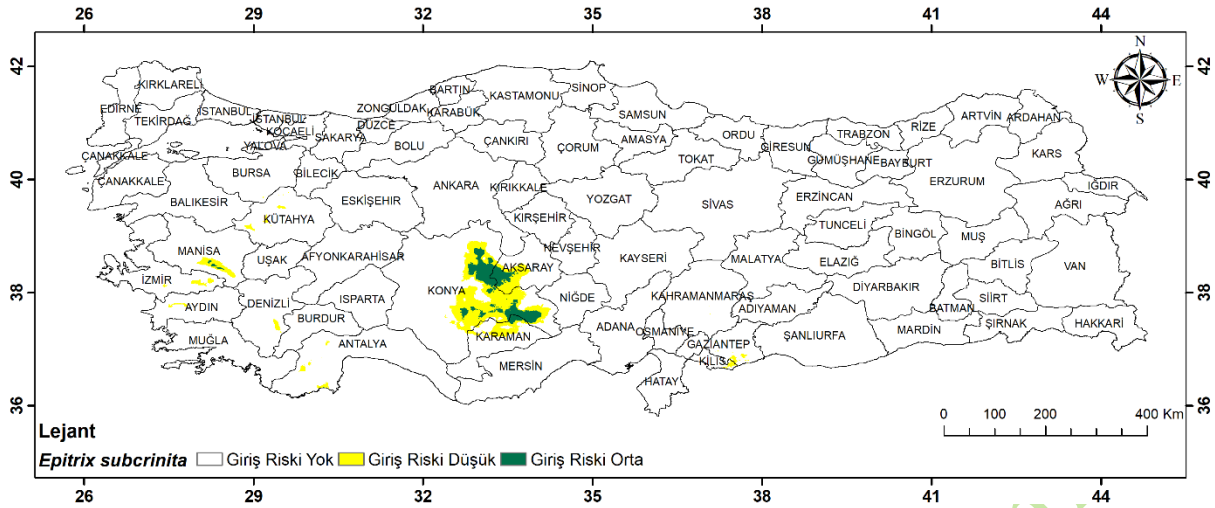 26 29 32 35 38 41 44
N
W E
S
42 42
KIRKLARELİ
EDİRNE
TEKİRDAĞ
İSTANBUL
İSTANBUL
KOCAELİ
YALOVA
SAKARYA
DÜZCE
ZONGULDAK
BARTIN
KARABÜK
KASTAMONU
SİNOP
SAMSUN
ORDU
GİRESUN
TRABZON
RİZE
ARTVİN
ARDAHAN
ÇANAKKALE
ÇANAKKALE
BURSA
BİLECİK
BOLU
ÇANKIRI
ÇORUM
AMASYA
TOKAT
GÜMÜŞHANE
BAYBURT
ERZURUM
KARS
40 40
BALIKESİR
KÜTAHYA
ESKİŞEHİR
ANKARA
KIRIKKALE
YOZGAT
SİVAS
ERZİNCAN
AĞRI
IĞDIR
KIRŞEHİR
TUNCELİ
BİNGÖL
MUŞ
MANİSA
UŞAK
AFYONKARAHİSAR
AKSARAY
NEVŞEHİR
KAYSERİ
MALATYA
ELAZIĞ
BİTLİS
VAN
İZMİR
38 38
AYDIN
DENİZLİ
ISPARTA
KONYA
NİĞDE
KAHRAMANMARAŞ
ADIYAMAN
DİYARBAKIR
BATMAN
SİİRT
MUĞLA
BURDUR
ANTALYA
KARAMAN
MERSİN
ADANA
OSMANİYE
GAZİANTEP
KİLİS
ŞANLIURFA
MARDİN
ŞIRNAK
HAKKARİ
HATAY
36 36
0 100 200 400 Km
Lejant
Epitrix subcrinita Giriş Riski Yok Giriş Riski Düşük Giriş Riski Orta
26 29 32 35 38 41 44